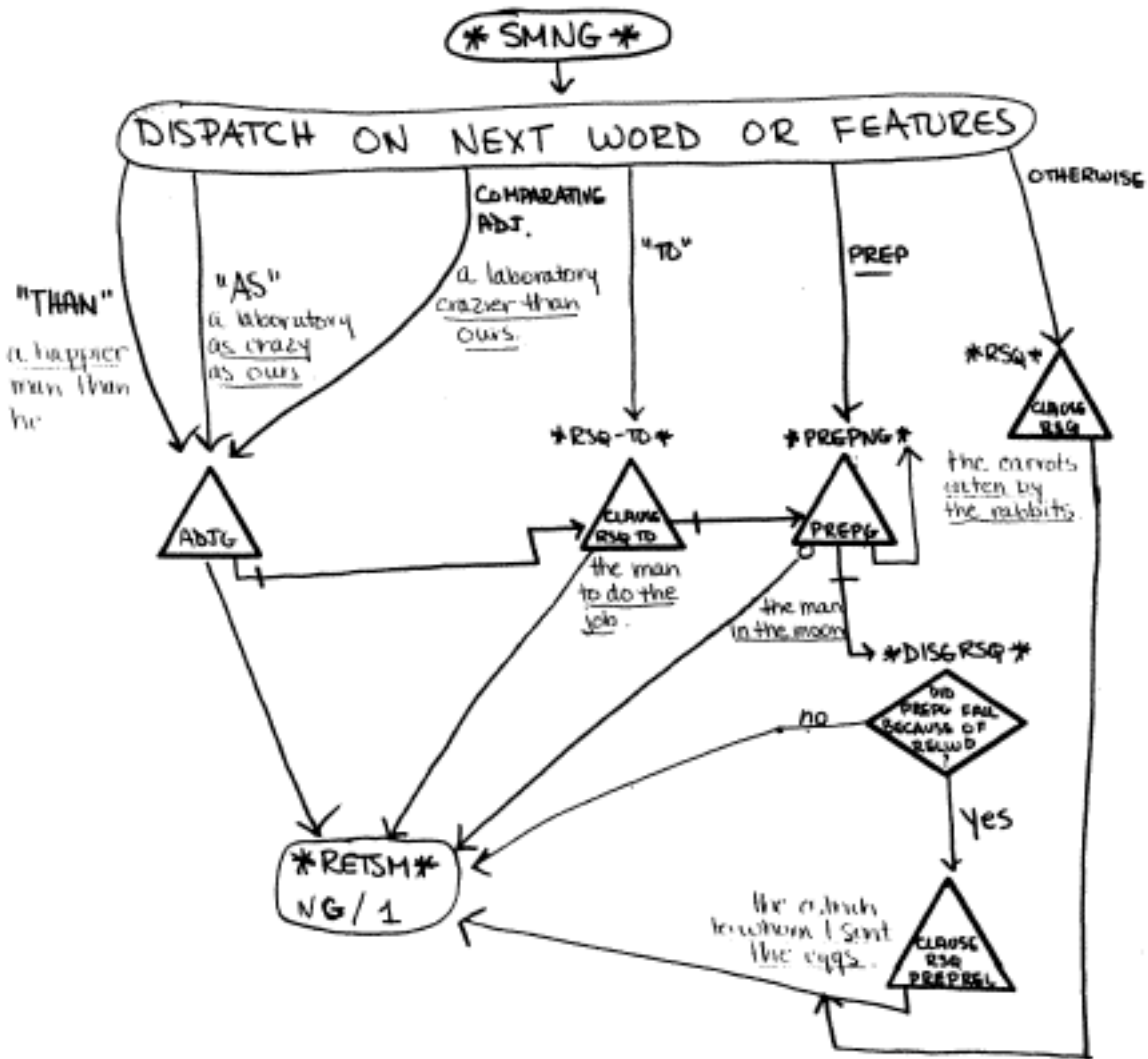 *SMNG*
DISPATCH ON NEXT WORD OR FEATURES
"THAN"
a happier
man than
he
"AS"
a laboratory
as crazy
as ours
COMPARATIVE
ADJ.
a laboratory
crazier than
ours.
"TO"
PREP
OTHERWISE
*RSQ*
CLAUSE
RSQ
the carrots
eaten by
the rabbits.
*RSQ-TO*
CLAUSE
RSQ TO
the man
to do the
job.
*PREPNG*
PREPG
the man
in the moon
ADJG
*DISGRSQ*
DID
PREPG FAIL
BECAUSE OF
RELWD
?
no
Yes
*RETSM*
NG/1
the
to whom I sent
the eggs.
CLAUSE
RSQ
PREPREL